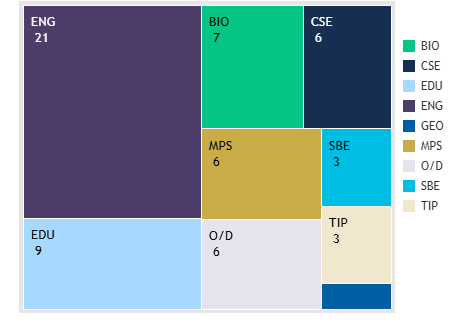 ENG
21
BIO
7
CSE
6
MPS
6
SBE
3
TIP
3
EDU
9
O/D
6
BIO
CSE
EDU
ENG
GEO
MPS
O/D
SBE
TIP